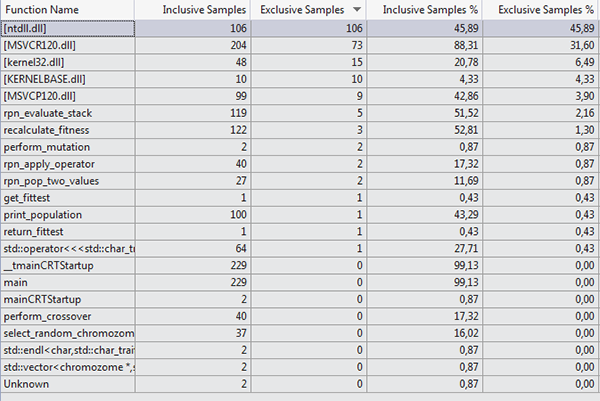 Function Name Inclusive Samples Exclusive Samples Inclusive Samples % Exclusive Samples %
[ntdll.dll] 106 106 45,89 45,89
[MSVCR120.dll] 204 73 88,31 31,60
[kernel32.dll] 48 15 20,78 6,49
[KERNELBASE.dll] 10 10 4,33 4,33
[MSVCP120.dll] 99 9 42,86 3,90
rpn_evaluate_stack 119 5 51,52 2,16
recalculate_fitness 122 3 52,81 1,30
perform_mutation 2 2 0,87 0,87
rpn_apply_operator 40 2 17,32 0,87
rpn_pop_two_values 27 2 11,69 0,87
get_fittest 1 1 0,43 0,43
print_population 100 1 43,29 0,43
return_fittest 1 1 0,43 0,43
std::operator<<<std::char_tr 64 1 27,71 0,43
__tmainCRTStartup 229 0 99,13 0,00
main 229 0 99,13 0,00
mainCRTStartup 2 0 0,87 0,00
perform_crossover 40 0 17,32 0,00
select_random_chromozome 37 0 16,02 0,00
std::endl<char,std::char_trai 2 0 0,87 0,00
std::vector<chromozome *,s 2 0 0,87 0,00
Unknown 2 0 0,87 0,00